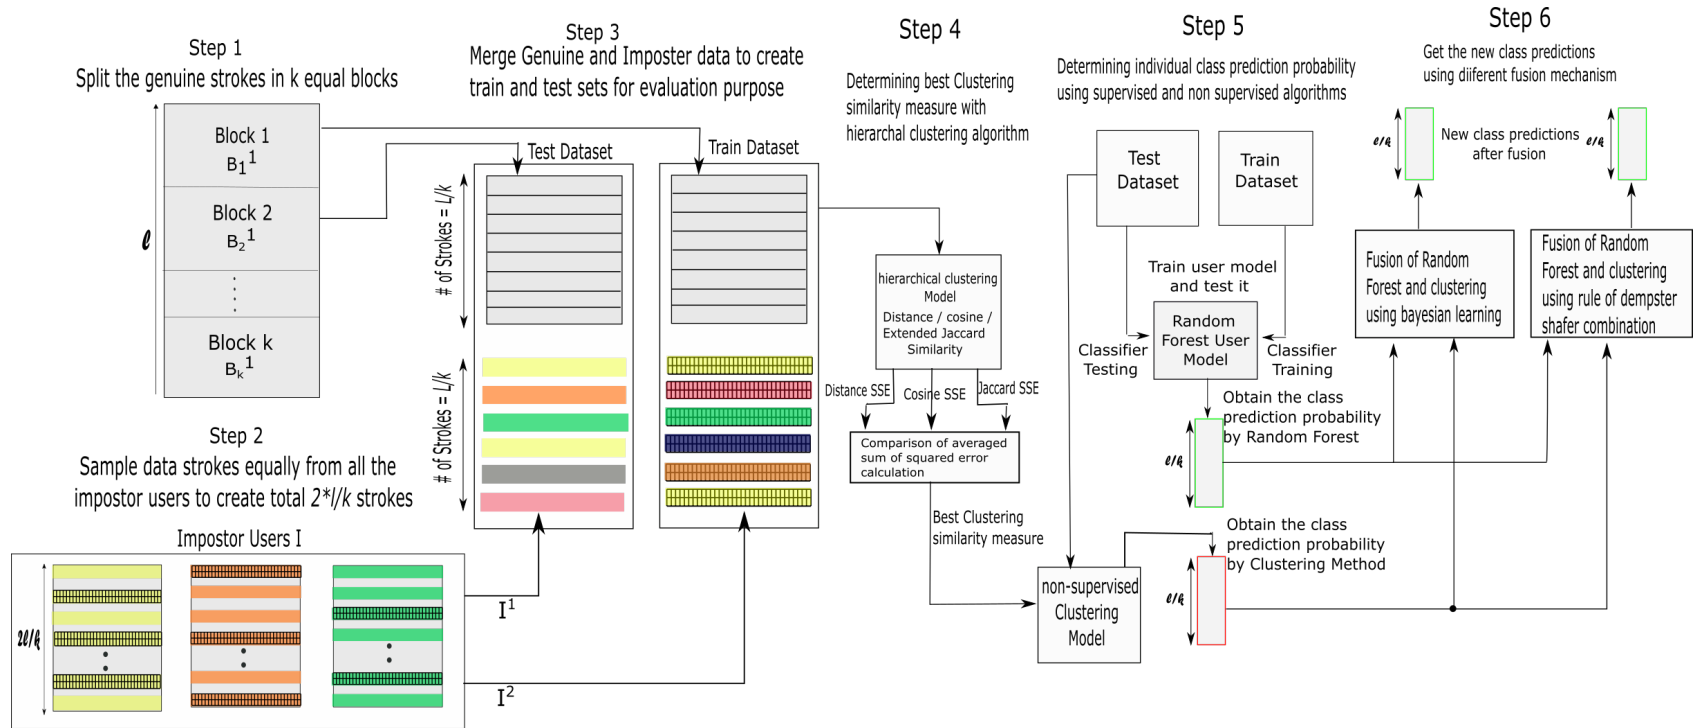 Step 1
Split the genuine strokes in k equal blocks
ℓ
Block 1
B₁¹
Block 2
B₂¹
Block k
Bₖ¹
Step 2
Sample data strokes equally from all the
impostor users to create total 2*l/k strokes
Impostor Users I
2ℓ/k
I¹
I²
Step 3
Merge Genuine and Imposter data to create
train and test sets for evaluation purpose
Test Dataset
Train Dataset
# of Strokes = L/k
# of Strokes = L/k
Step 4
Determining best Clustering
similarity measure with
hierarchal clustering algorithm
hierarchical clustering
Model
Distance / cosine /
Extended Jaccard
Similarity
Distance SSE
Cosine SSE
Jaccard SSE
Comparison of averaged
sum of squared error
calculation
Best Clustering
similarity measure
Step 5
Determining individual class prediction probability
using supervised and non supervised algorithms
Test
Dataset
Train
Dataset
Train user model
and test it
Random
Forest User
Model
Classifier
Testing
Classifier
Training
Obtain the class
prediction probability
by Random Forest
ℓ/k
non-supervised
Clustering
Model
Obtain the class
prediction probability
by Clustering Method
ℓ/k
Step 6
Get the new class predictions
using diiferent fusion mechanism
ℓ/k
New class predictions
after fusion
ℓ/k
Fusion of Random
Forest and clustering
using bayesian learning
Fusion of Random
Forest and clustering
using rule of dempster
shafer combination